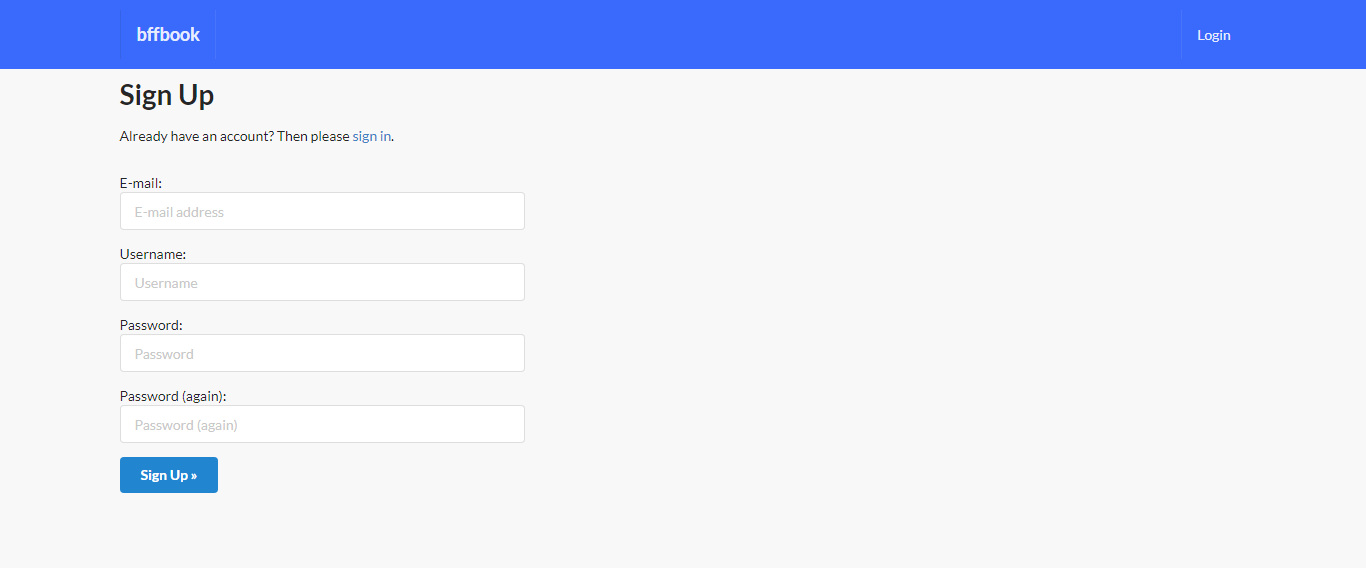 bffbook
Login
Sign Up
Already have an account? Then please sign in.
E-mail:
E-mail address
Username:
Username
Password:
Password
Password (again):
Password (again)
Sign Up »